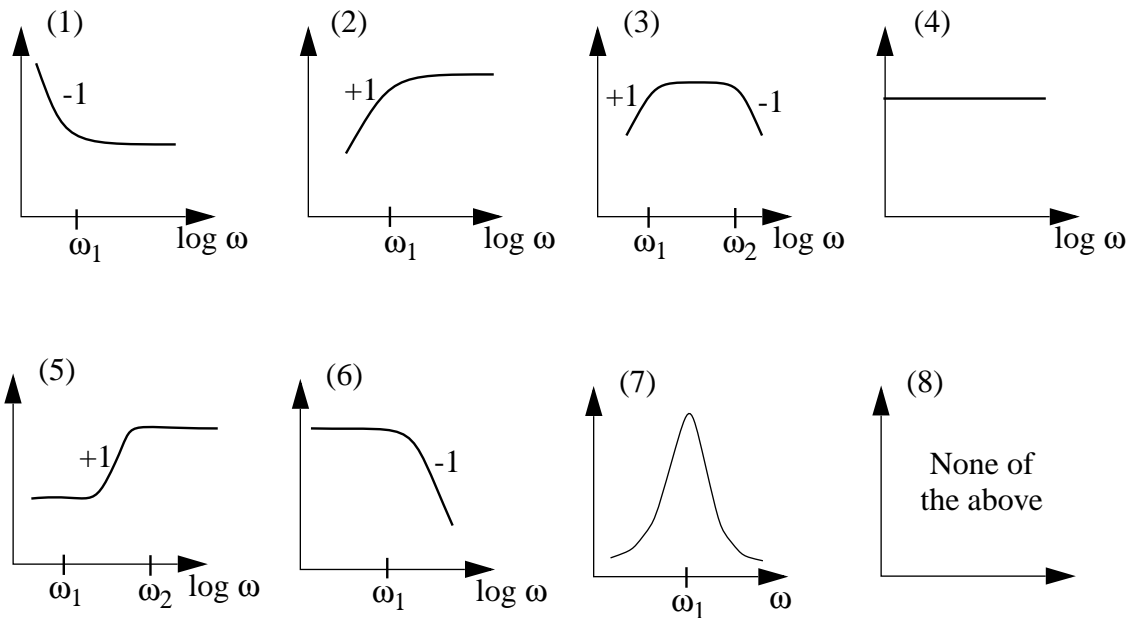 (1)
-1
ω1
log ω
(2)
+1
ω1
log ω
(3)
+1
-1
ω1
ω2
log ω
(4)
log ω
(5)
+1
ω1
ω2
log ω
(6)
-1
ω1
log ω
(7)
ω1
ω
(8)
None of
the above